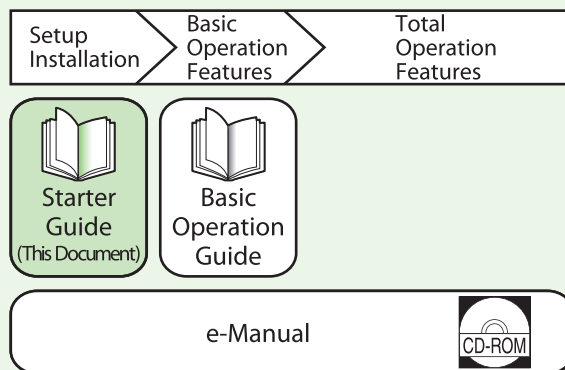 Setup
Installation
Basic
Operation
Features
Total
Operation
Features
Starter
Guide
(This Document)
Basic
Operation
Guide
e-Manual
CD-ROM